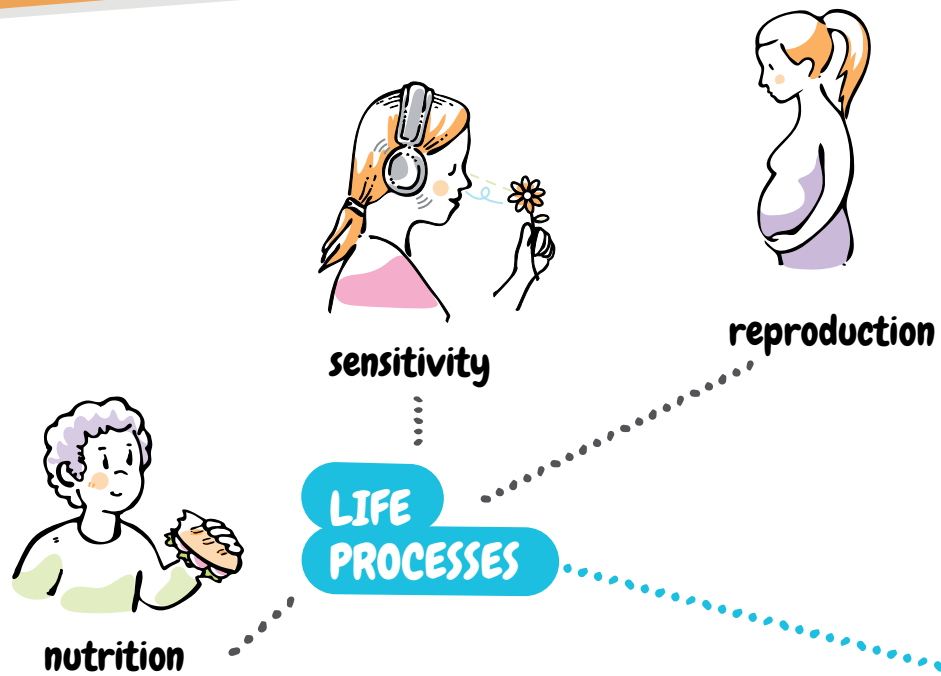 reproduction
sensitivity
LIFE
PROCESSES
nutrition